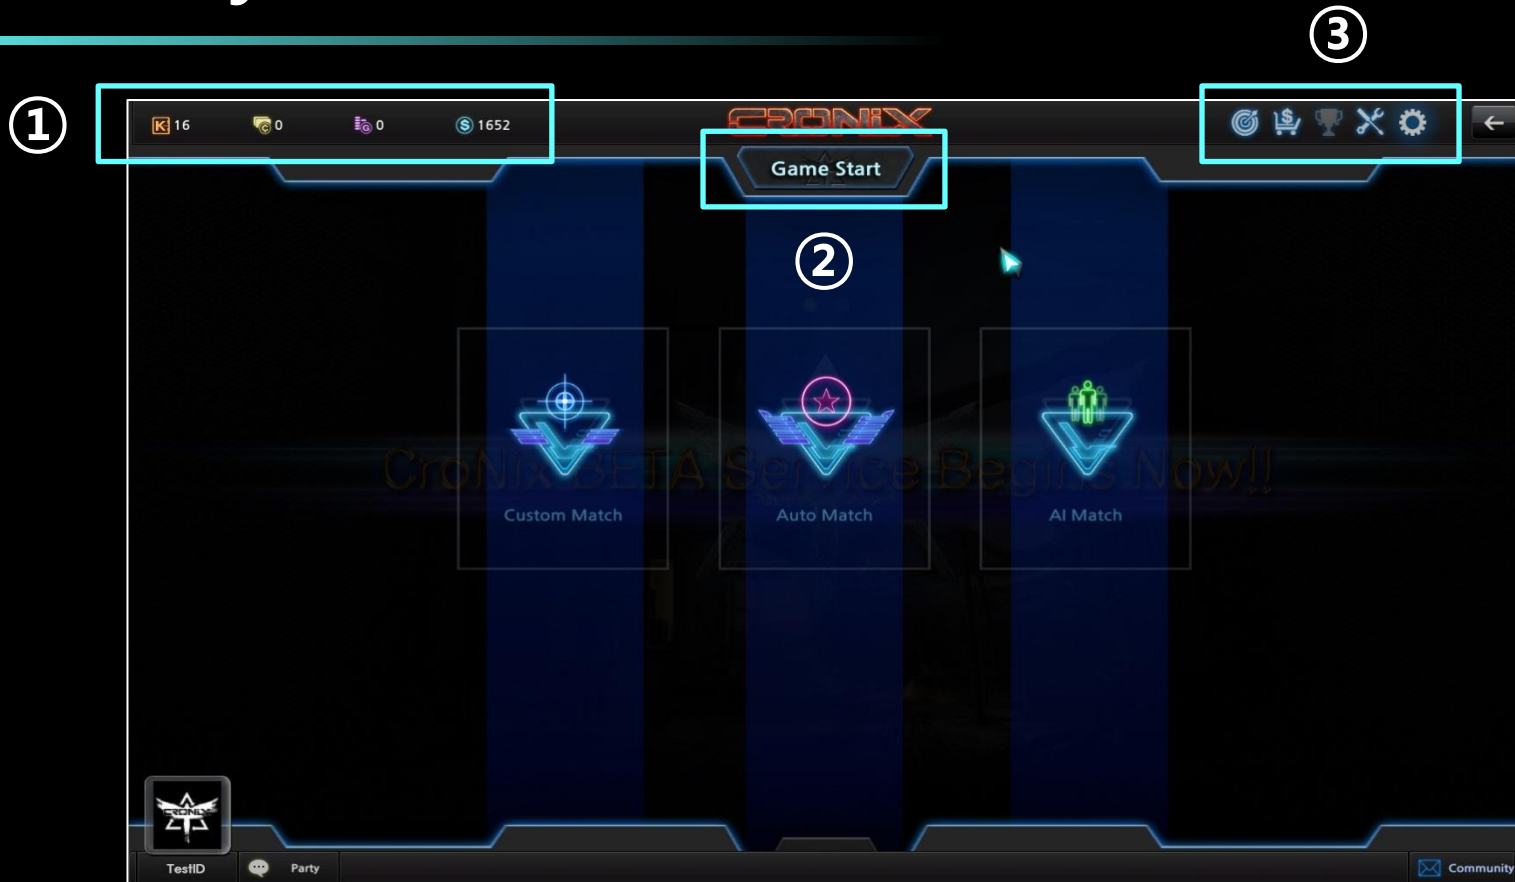 ③
①
K 16
C 0
G 0
S 1652
CRONIX
$
Game Start
②
CroNix BETA Service Begins Now!!
Custom Match
Auto Match
AI Match
CRONIX
TestID
Party
Community